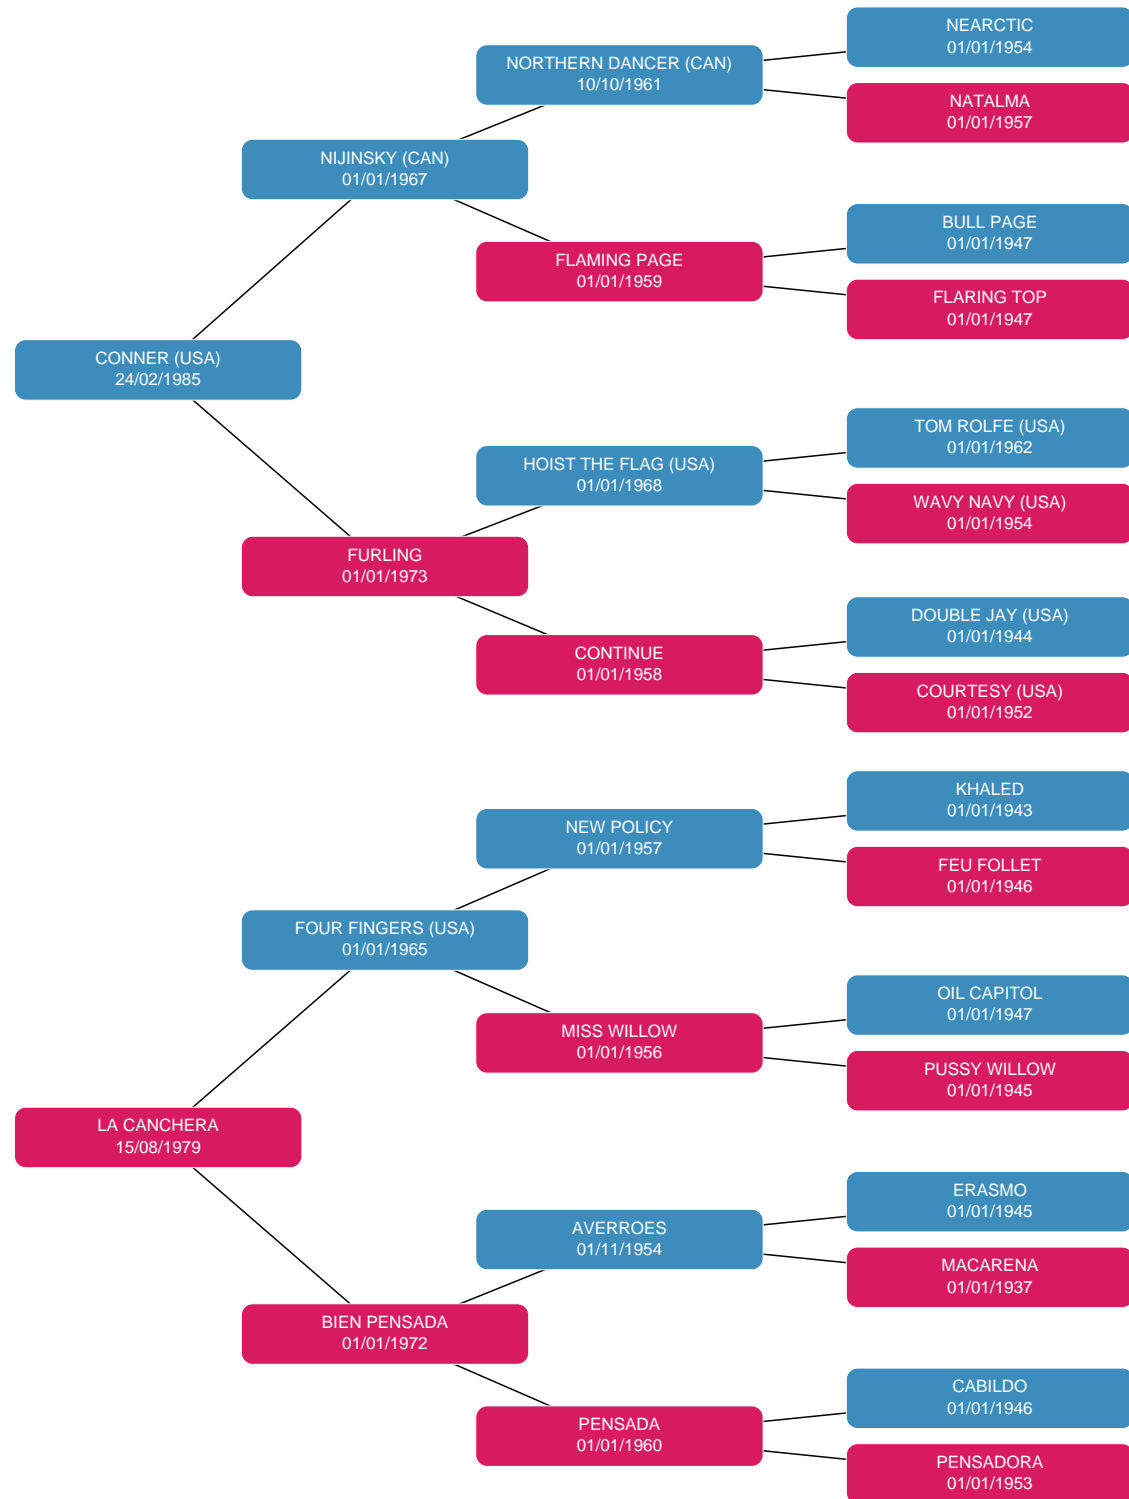 NEARCTIC
01/01/1954
NORTHERN DANCER (CAN)
10/10/1961
NATALMA
01/01/1957
NIJINSKY (CAN)
01/01/1967
BULL PAGE
01/01/1947
FLAMING PAGE
01/01/1959
FLARING TOP
01/01/1947
CONNER (USA)
24/02/1985
TOM ROLFE (USA)
01/01/1962
HOIST THE FLAG (USA)
01/01/1968
WAVY NAVY (USA)
01/01/1954
FURLING
01/01/1973
DOUBLE JAY (USA)
01/01/1944
CONTINUE
01/01/1958
COURTESY (USA)
01/01/1952
KHALED
01/01/1943
NEW POLICY
01/01/1957
FEU FOLLET
01/01/1946
FOUR FINGERS (USA)
01/01/1965
OIL CAPITOL
01/01/1947
MISS WILLOW
01/01/1956
PUSSY WILLOW
01/01/1945
LA CANCHERA
15/08/1979
ERASMO
01/01/1945
AVERROES
01/11/1954
MACARENA
01/01/1937
BIEN PENSADA
01/01/1972
CABILDO
01/01/1946
PENSADA
01/01/1960
PENSADORA
01/01/1953